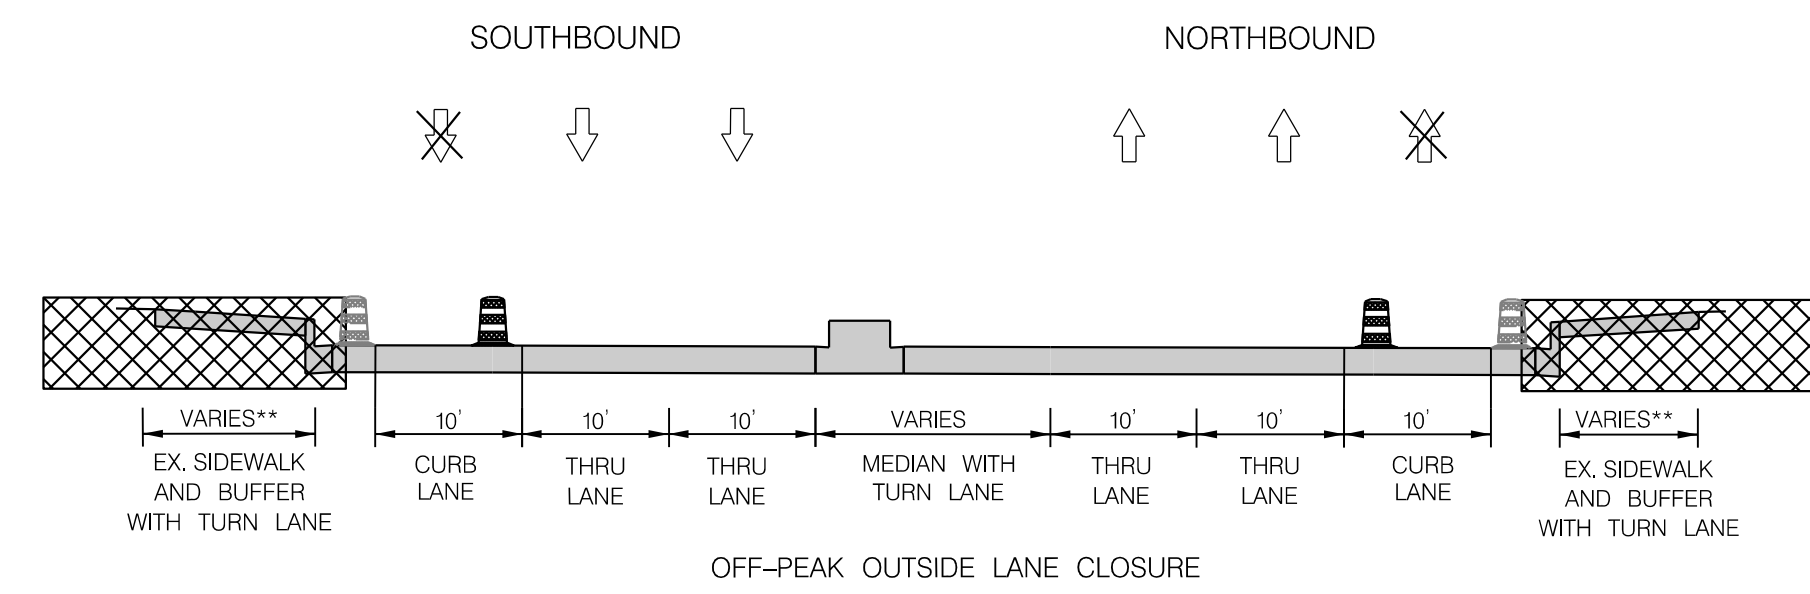 SOUTHBOUND
NORTHBOUND
VARIES**
10'
10'
10'
VARIES
10'
10'
10'
VARIES**
EX. SIDEWALK
AND BUFFER
WITH TURN LANE
CURB
LANE
THRU
LANE
THRU
LANE
MEDIAN WITH
TURN LANE
THRU
LANE
THRU
LANE
CURB
LANE
EX. SIDEWALK
AND BUFFER
WITH TURN LANE
OFF-PEAK OUTSIDE LANE CLOSURE